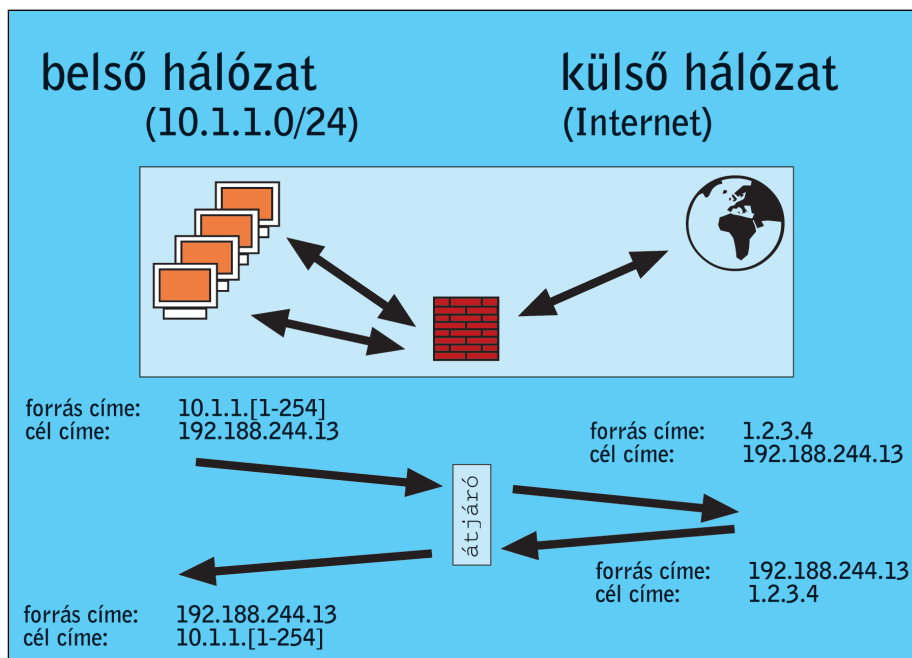 belső hálózat
(10.1.1.0/24)
külső hálózat
(Internet)
forrás címe: 10.1.1.[1-254]
cél címe: 192.188.244.13
forrás címe: 1.2.3.4
cél címe: 192.188.244.13
átjáró
forrás címe: 192.188.244.13
cél címe: 1.2.3.4
forrás címe: 192.188.244.13
cél címe: 10.1.1.[1-254]